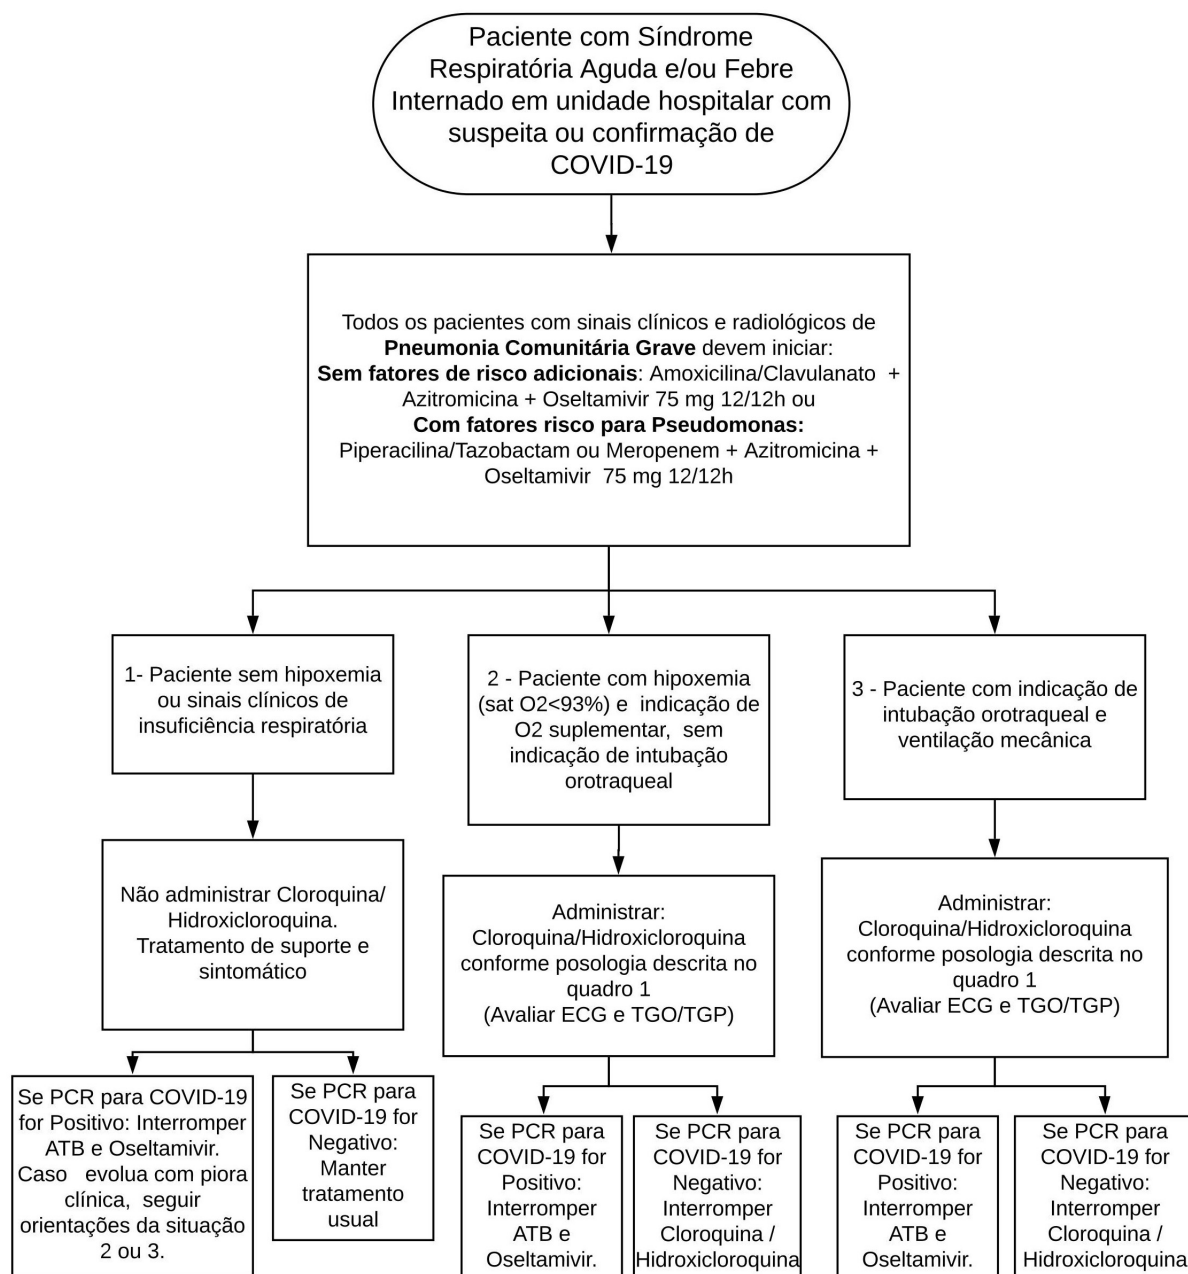 Paciente com Síndrome
Respiratória Aguda e/ou Febre
Internado em unidade hospitalar com
suspeita ou confirmação de
COVID-19
Todos os pacientes com sinais clínicos e radiológicos de
Pneumonia Comunitária Grave devem iniciar:
Sem fatores de risco adicionais: Amoxicilina/Clavulanato +
Azitromicina + Oseltamivir 75 mg 12/12h ou
Com fatores risco para Pseudomonas:
Piperacilina/Tazobactam ou Meropenem + Azitromicina +
Oseltamivir 75 mg 12/12h
1- Paciente sem hipoxemia
ou sinais clínicos de
insuficiência respiratória
2 - Paciente com hipoxemia
(sat O2<93%) e indicação de
O2 suplementar, sem
indicação de intubação
orotraqueal
3 - Paciente com indicação de
intubação orotraqueal e
ventilação mecânica
Não administrar Cloroquina/
Hidroxicloroquina.
Tratamento de suporte e
sintomático
Administrar:
Cloroquina/Hidroxicloroquina
conforme posologia descrita no
quadro 1
(Avaliar ECG e TGO/TGP)
Administrar:
Cloroquina/Hidroxicloroquina
conforme posologia descrita no
quadro 1
(Avaliar ECG e TGO/TGP)
Se PCR para COVID-19
for Positivo: Interromper
ATB e Oseltamivir.
Caso evolua com piora
clínica, seguir
orientações da situação
2 ou 3.
Se PCR para
COVID-19 for
Negativo:
Manter
tratamento
usual
Se PCR para
COVID-19 for
Positivo:
Interromper
ATB e
Oseltamivir.
Se PCR para
COVID-19 for
Negativo:
Interromper
Cloroquina /
Hidroxicloroquina
Se PCR para
COVID-19 for
Positivo:
Interromper
ATB e
Oseltamivir.
Se PCR para
COVID-19 for
Negativo:
Interromper
Cloroquina /
Hidroxicloroquina